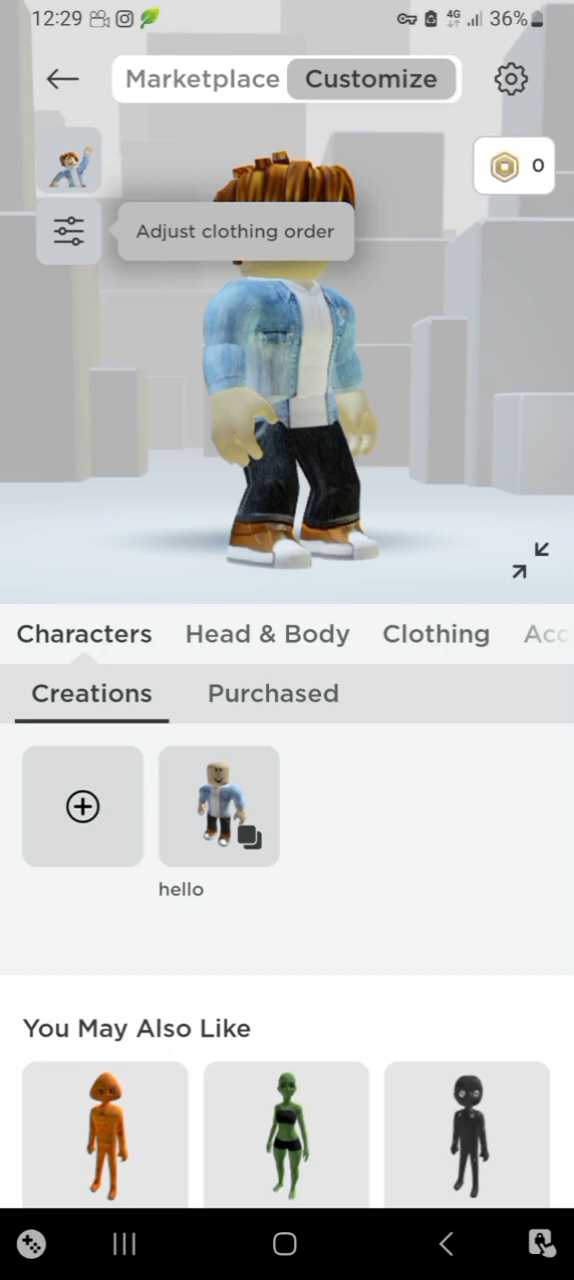 12:29
4G
36%
Marketplace
Customize
0
Adjust clothing order
Characters
Head & Body
Clothing
Acc
Creations
Purchased
hello
You May Also Like